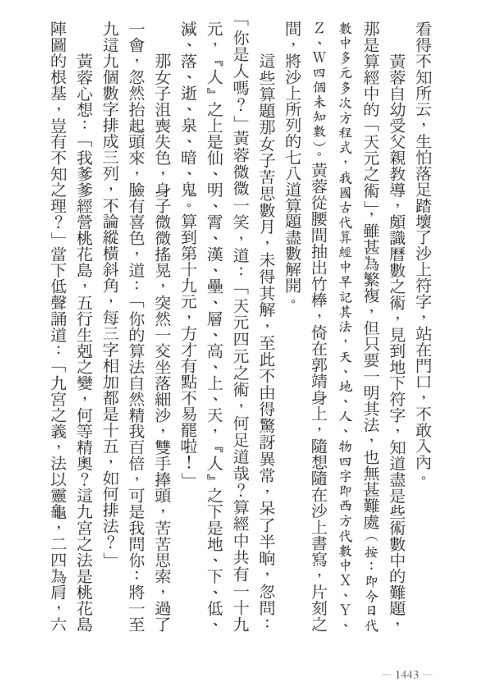 看得不知所云，生怕落足踏壞了沙上符字，站在門口，不敢入內。
黃蓉自幼受父親教導，頗識曆數之術，見到地下符字，知道盡是些術數中的難題，
那是算經中的「天元之術」，雖甚為繁複，但只要一明其法，也無甚難處（按：即今日代
數中多元多次方程式，我國古代算經中早記其法，天、地、人、物四字即西方代數中X、Y、
Z、W四個未知數）。黃蓉從腰間抽出竹棒，倚在郭靖身上，隨想隨在沙上書寫，片刻之
間，將沙上所列的七八道算題盡數解開。
這些算題那女子苦思數月，未得其解，至此不由得驚訝異常，呆了半晌，忽問：
「你是人嗎？」黃蓉微微一笑，道：「天元四元之術，何足道哉？算經中共有一十九
元，『人』之上是仙、明、霄、漢、壘、層、高、上、天，『人』之下是地、下、低、
減、落、逝、泉、暗、鬼。算到第十九元，方才有點不易罷啦！」
那女子沮喪失色，身子微微搖晃，突然一交坐落細沙，雙手捧頭，苦苦思索，過了
一會，忽然抬起頭來，臉有喜色，道：「你的算法自然精我百倍，可是我問你：將一至
九這九個數字排成三列，不論縱橫斜角，每三字相加都是十五，如何排法？」
黃蓉心想：「我爹爹經營桃花島，五行生剋之變，何等精奧？這九宮之法是桃花島
陣圖的根基，豈有不知之理？」當下低聲誦道：「九宮之義，法以靈龜，二四為肩，六
— 1443 —